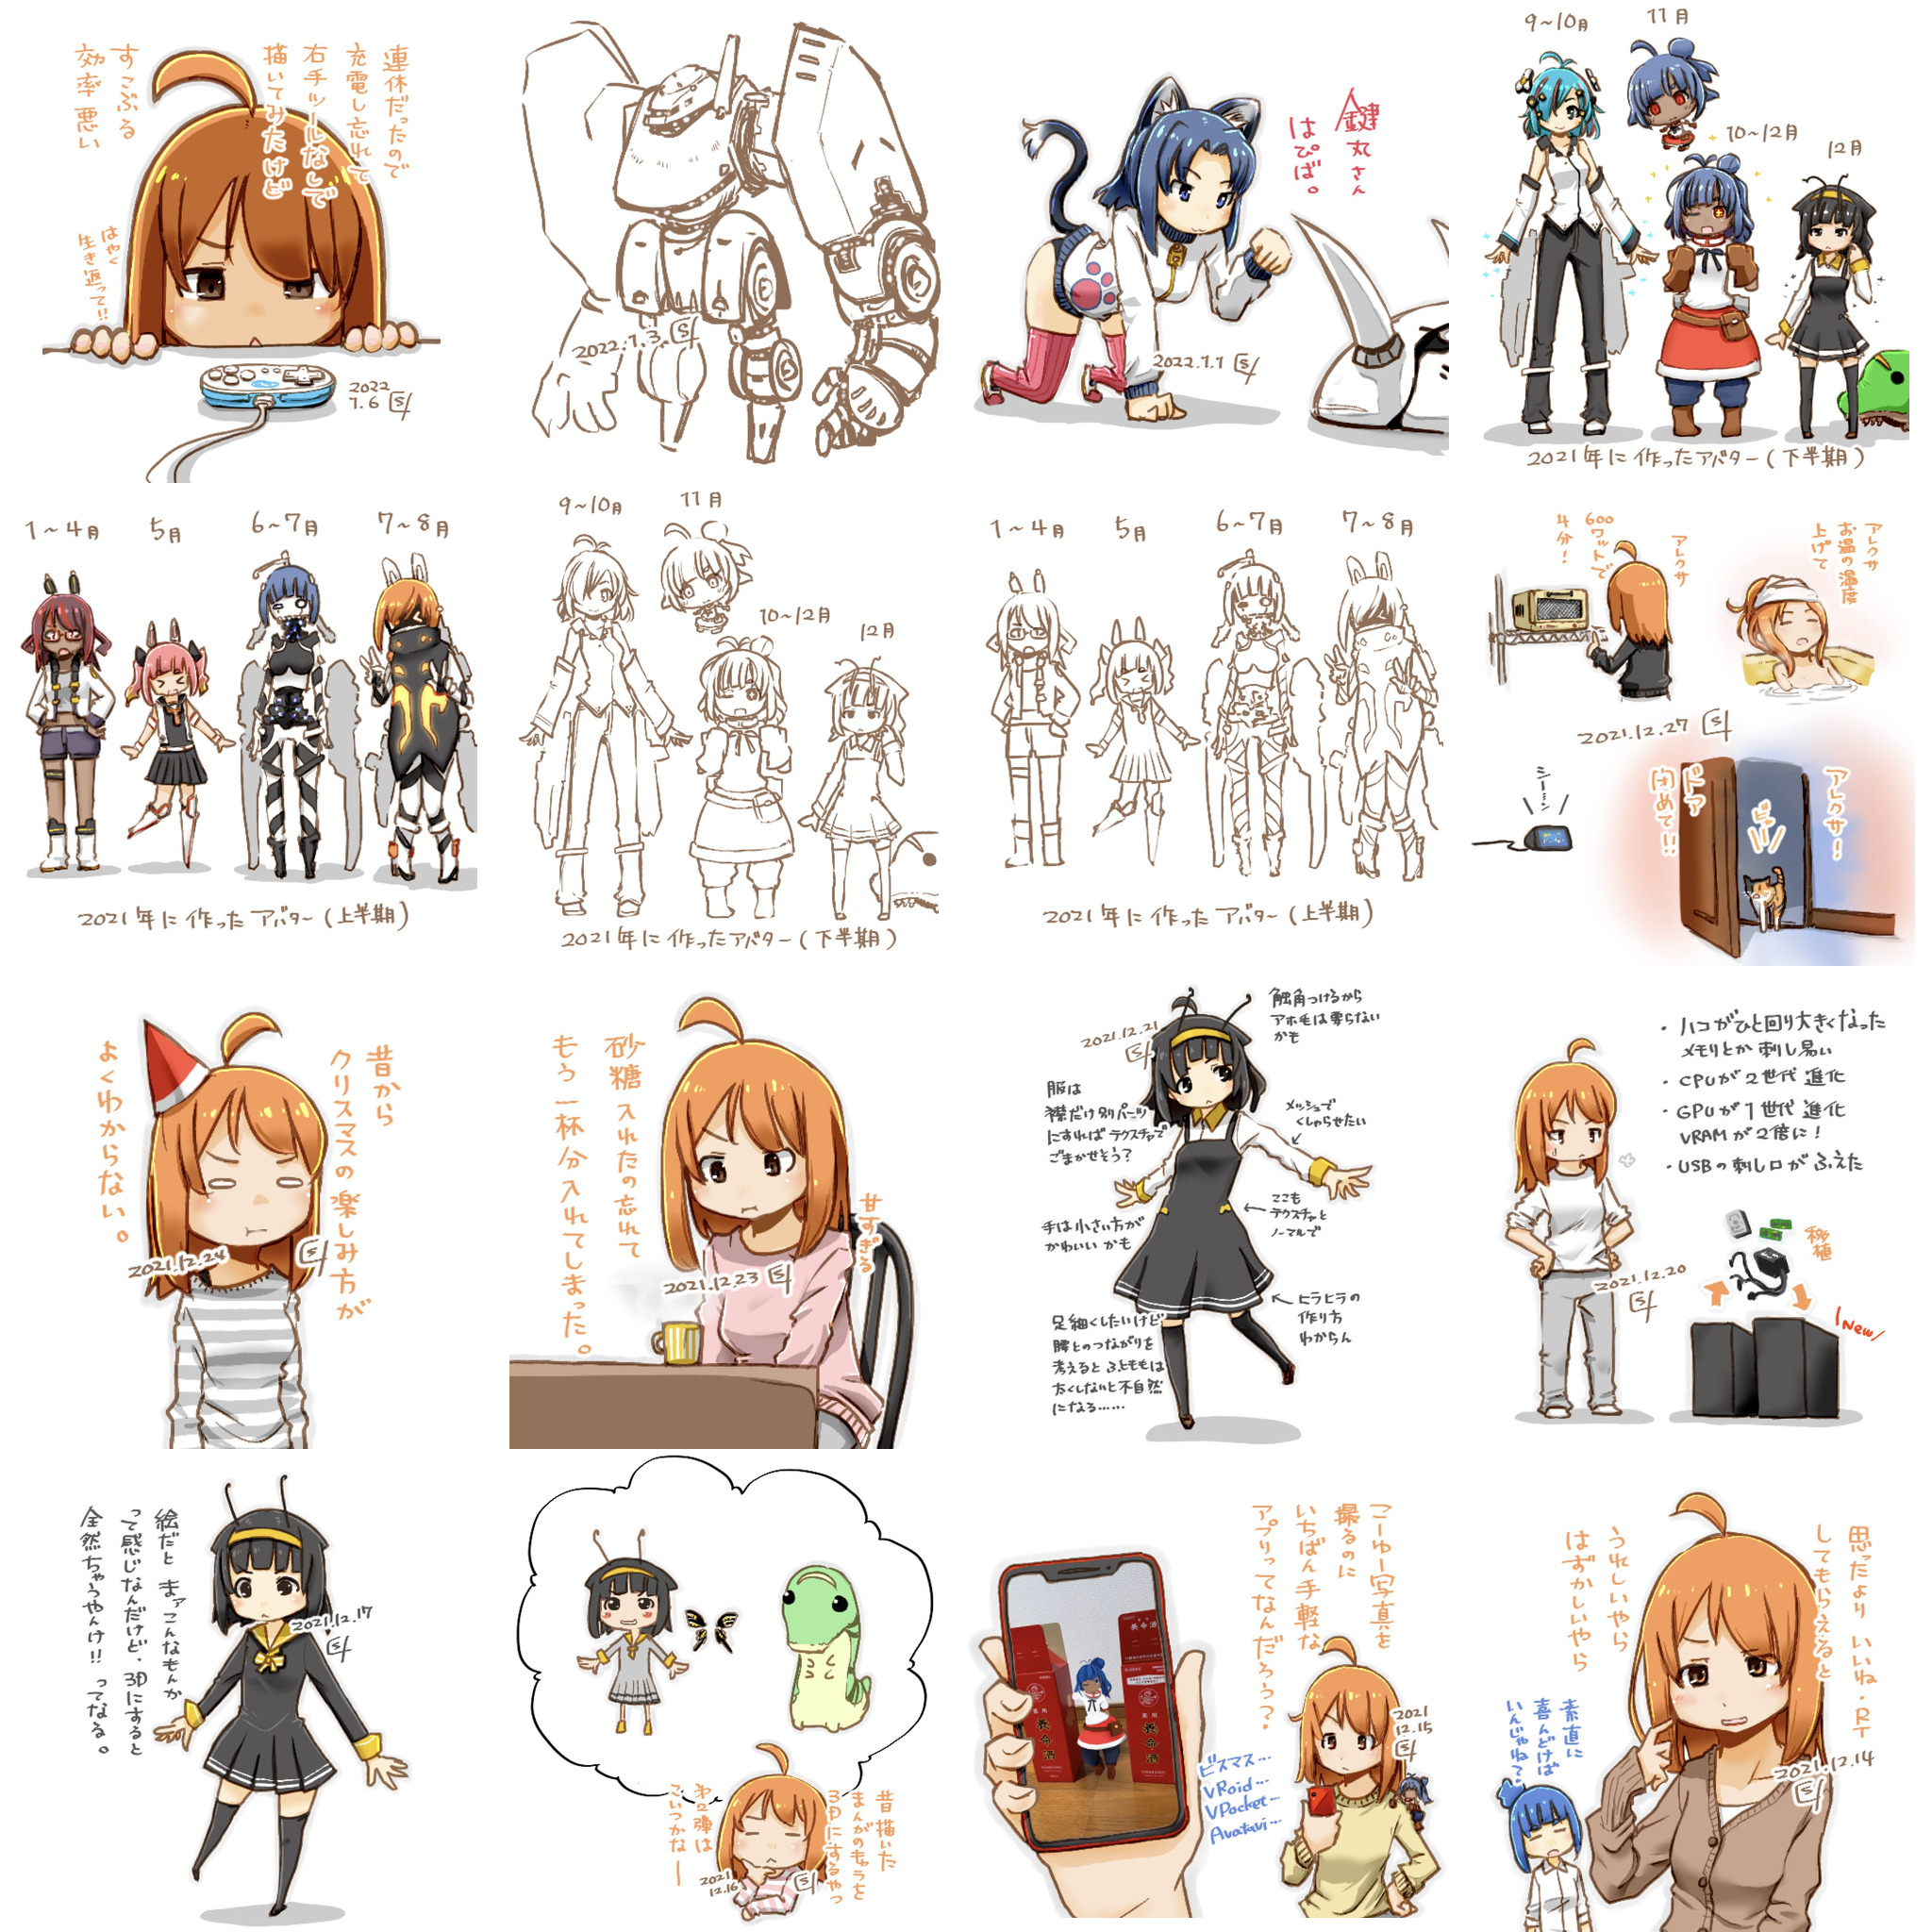 連休だったので
充電し忘れて
右手ツールなしで
描いてみたけど
すこぶる
効率悪い
はやく
生き返って!!
2022
1.6
2022.1.3.
鍵丸さん
はぴば。
2022.1.1
9~10月
11月
10~12月
12月
2021年に作ったアバター(下半期)
1~4月
5月
6~7月
7~8月
2021年に作ったアバター(上半期)
9~10月
11月
10~12月
12月
2021年に作ったアバター(下半期)
1~4月
5月
6~7月
7~8月
2021年に作ったアバター(上半期)
アレクサ
600
ワットで
4分!
アレクサ
お湯の温度
上げて
2021.12.27
シーーン
アレクサ!
ドア
閉めて!!
昔から
クリスマスの楽しみ方が
よくわからない。
2021.12.24
砂糖入れたの忘れて
もう一杯分入れてしまった。
甘すぎる
2021.12.23
触角つけるから
アホ毛は要らない
かも
2021.12.21
服は
襟だけ別パーツ
にすればテクスチャで
ごまかせそう?
メッシュで
くしゃらせたい
ここも
テクスチャと
ノーマルで
手は小さい方が
かわいいかも
ヒラヒラの
作り方
わからん
足細くしたいけど
腰とのつながりを
考えるとふとももは
太くしないと不自然
になる……
・ハコがひと回り大きくなった
メモリとか刺し易い
・CPUが2世代進化
・GPUが1世代進化
VRAMが2倍に!
・USBの刺し口がふえた
移植
2021.12.20
New
絵だとまァこんなもんか
って感じなんだけど、3Dにすると
全然ちゃうやんけ!!ってなる。
2021.12.17
昔描いた
まんがのキャラを
3Dにするやつ
第2弾は
こいつかなー
2021
12.16
こーゆー写真を
撮るのに
いちばん手軽な
アプリってなんだろう?
養命酒
養命酒
養命酒
2021
12.15
ビスマス…
VRoid…
VPocket…
Avatavi…
思ったよりいいね・RT
してもらえると
うれしいやら
はずかしいやら
素直に
喜んどけば
いんじゃね?
2021.12.14